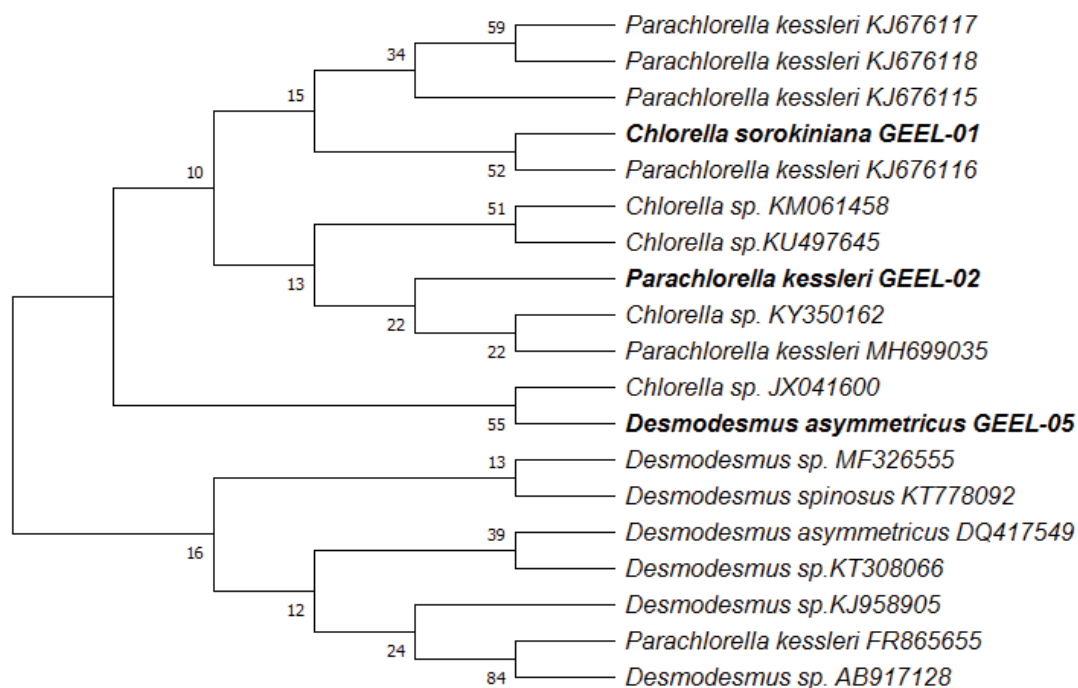 59
Parachlorella kessleri KJ676117
34
Parachlorella kessleri KJ676118
15
Parachlorella kessleri KJ676115
Chlorella sorokiniana GEEL-01
10
52
Parachlorella kessleri KJ676116
51
Chlorella sp. KM061458
Chlorella sp.KU497645
13
Parachlorella kessleri GEEL-02
22
Chlorella sp. KY350162
22
Parachlorella kessleri MH699035
Chlorella sp. JX041600
55
Desmodesmus asymmetricus GEEL-05
13
Desmodesmus sp. MF326555
Desmodesmus spinosus KT778092
16
39
Desmodesmus asymmetricus DQ417549
Desmodesmus sp.KT308066
12
Desmodesmus sp.KJ958905
24
Parachlorella kessleri FR865655
84
Desmodesmus sp. AB917128